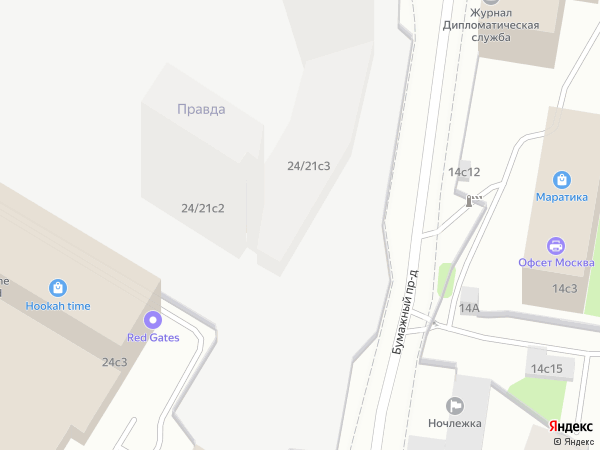 Журнал
Дипломатическая
служба
Правда
24/21с3
14с12
Маратика
24/21с2
Офсет Москва
14с3
Hookah time
14А
Red Gates
Бумажный пр-д
24с3
14с15
Ночлежка
Яндекс
© Яндекс